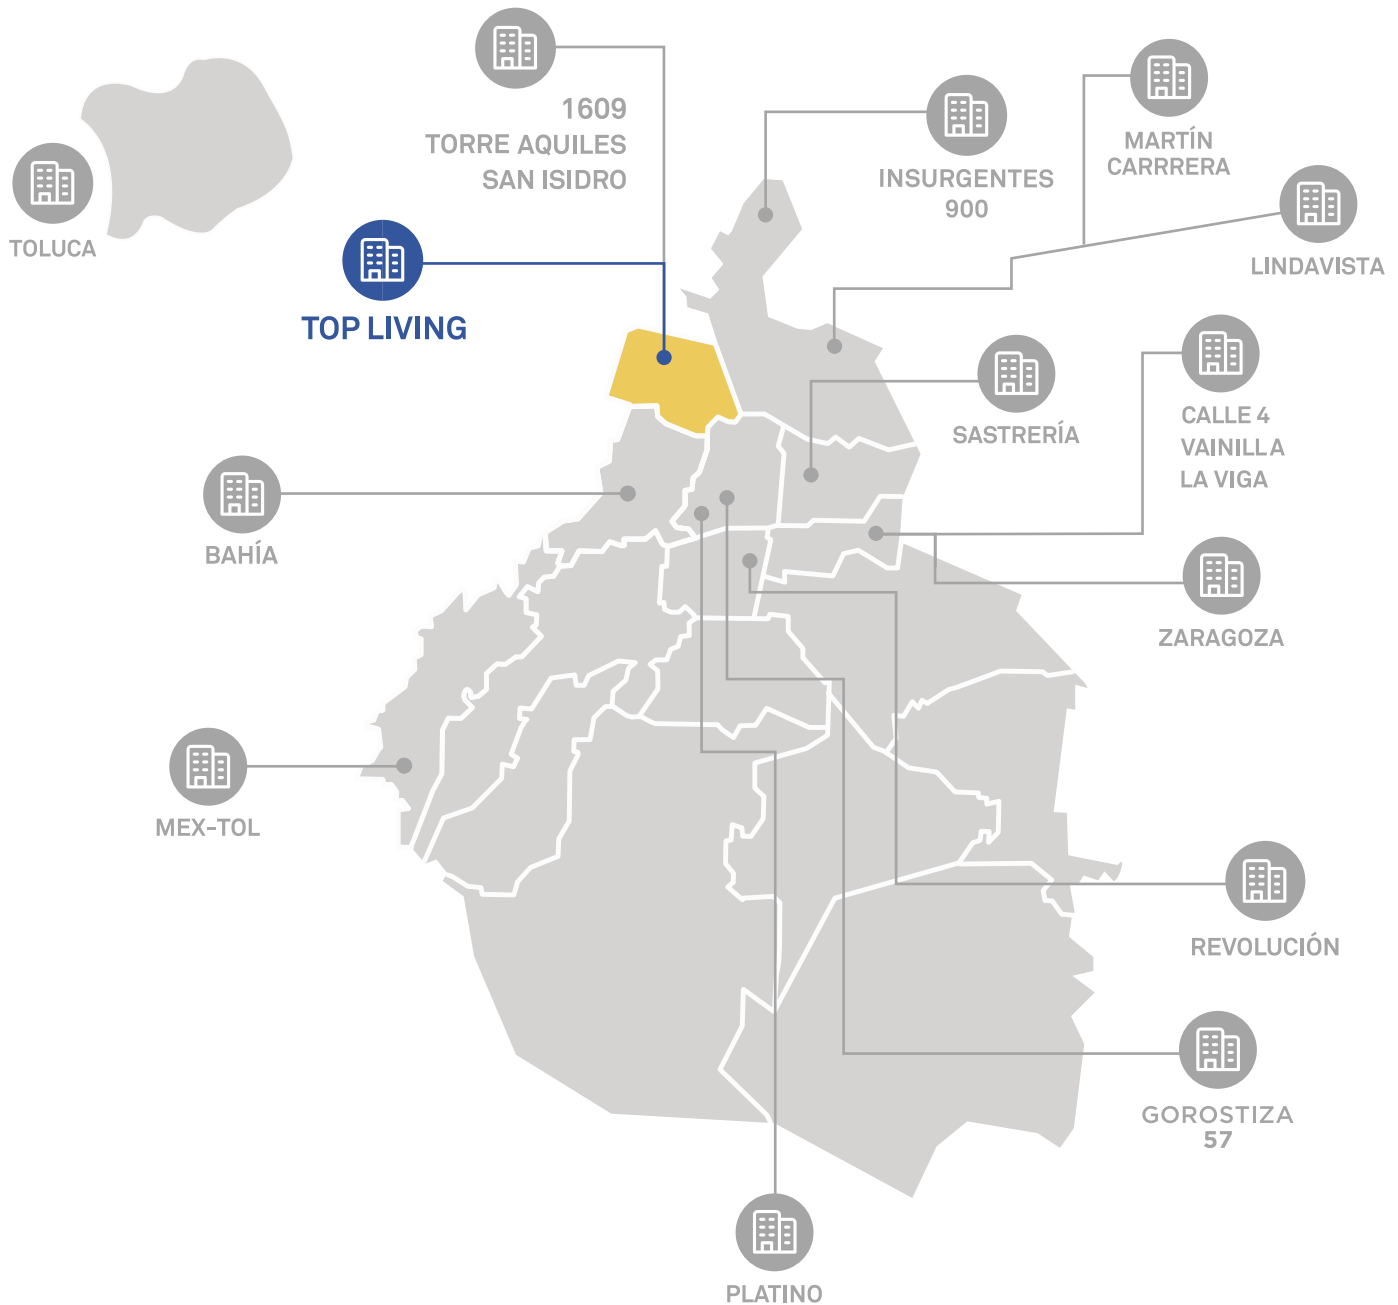 1609
TORRE AQUILES
SAN ISIDRO
MARTÍN
CARRRERA
INSURGENTES
900
TOLUCA
LINDAVISTA
TOP LIVING
SASTRERÍA
CALLE 4
VAINILLA
LA VIGA
BAHÍA
ZARAGOZA
MEX-TOL
REVOLUCIÓN
GOROSTIZA
57
PLATINO